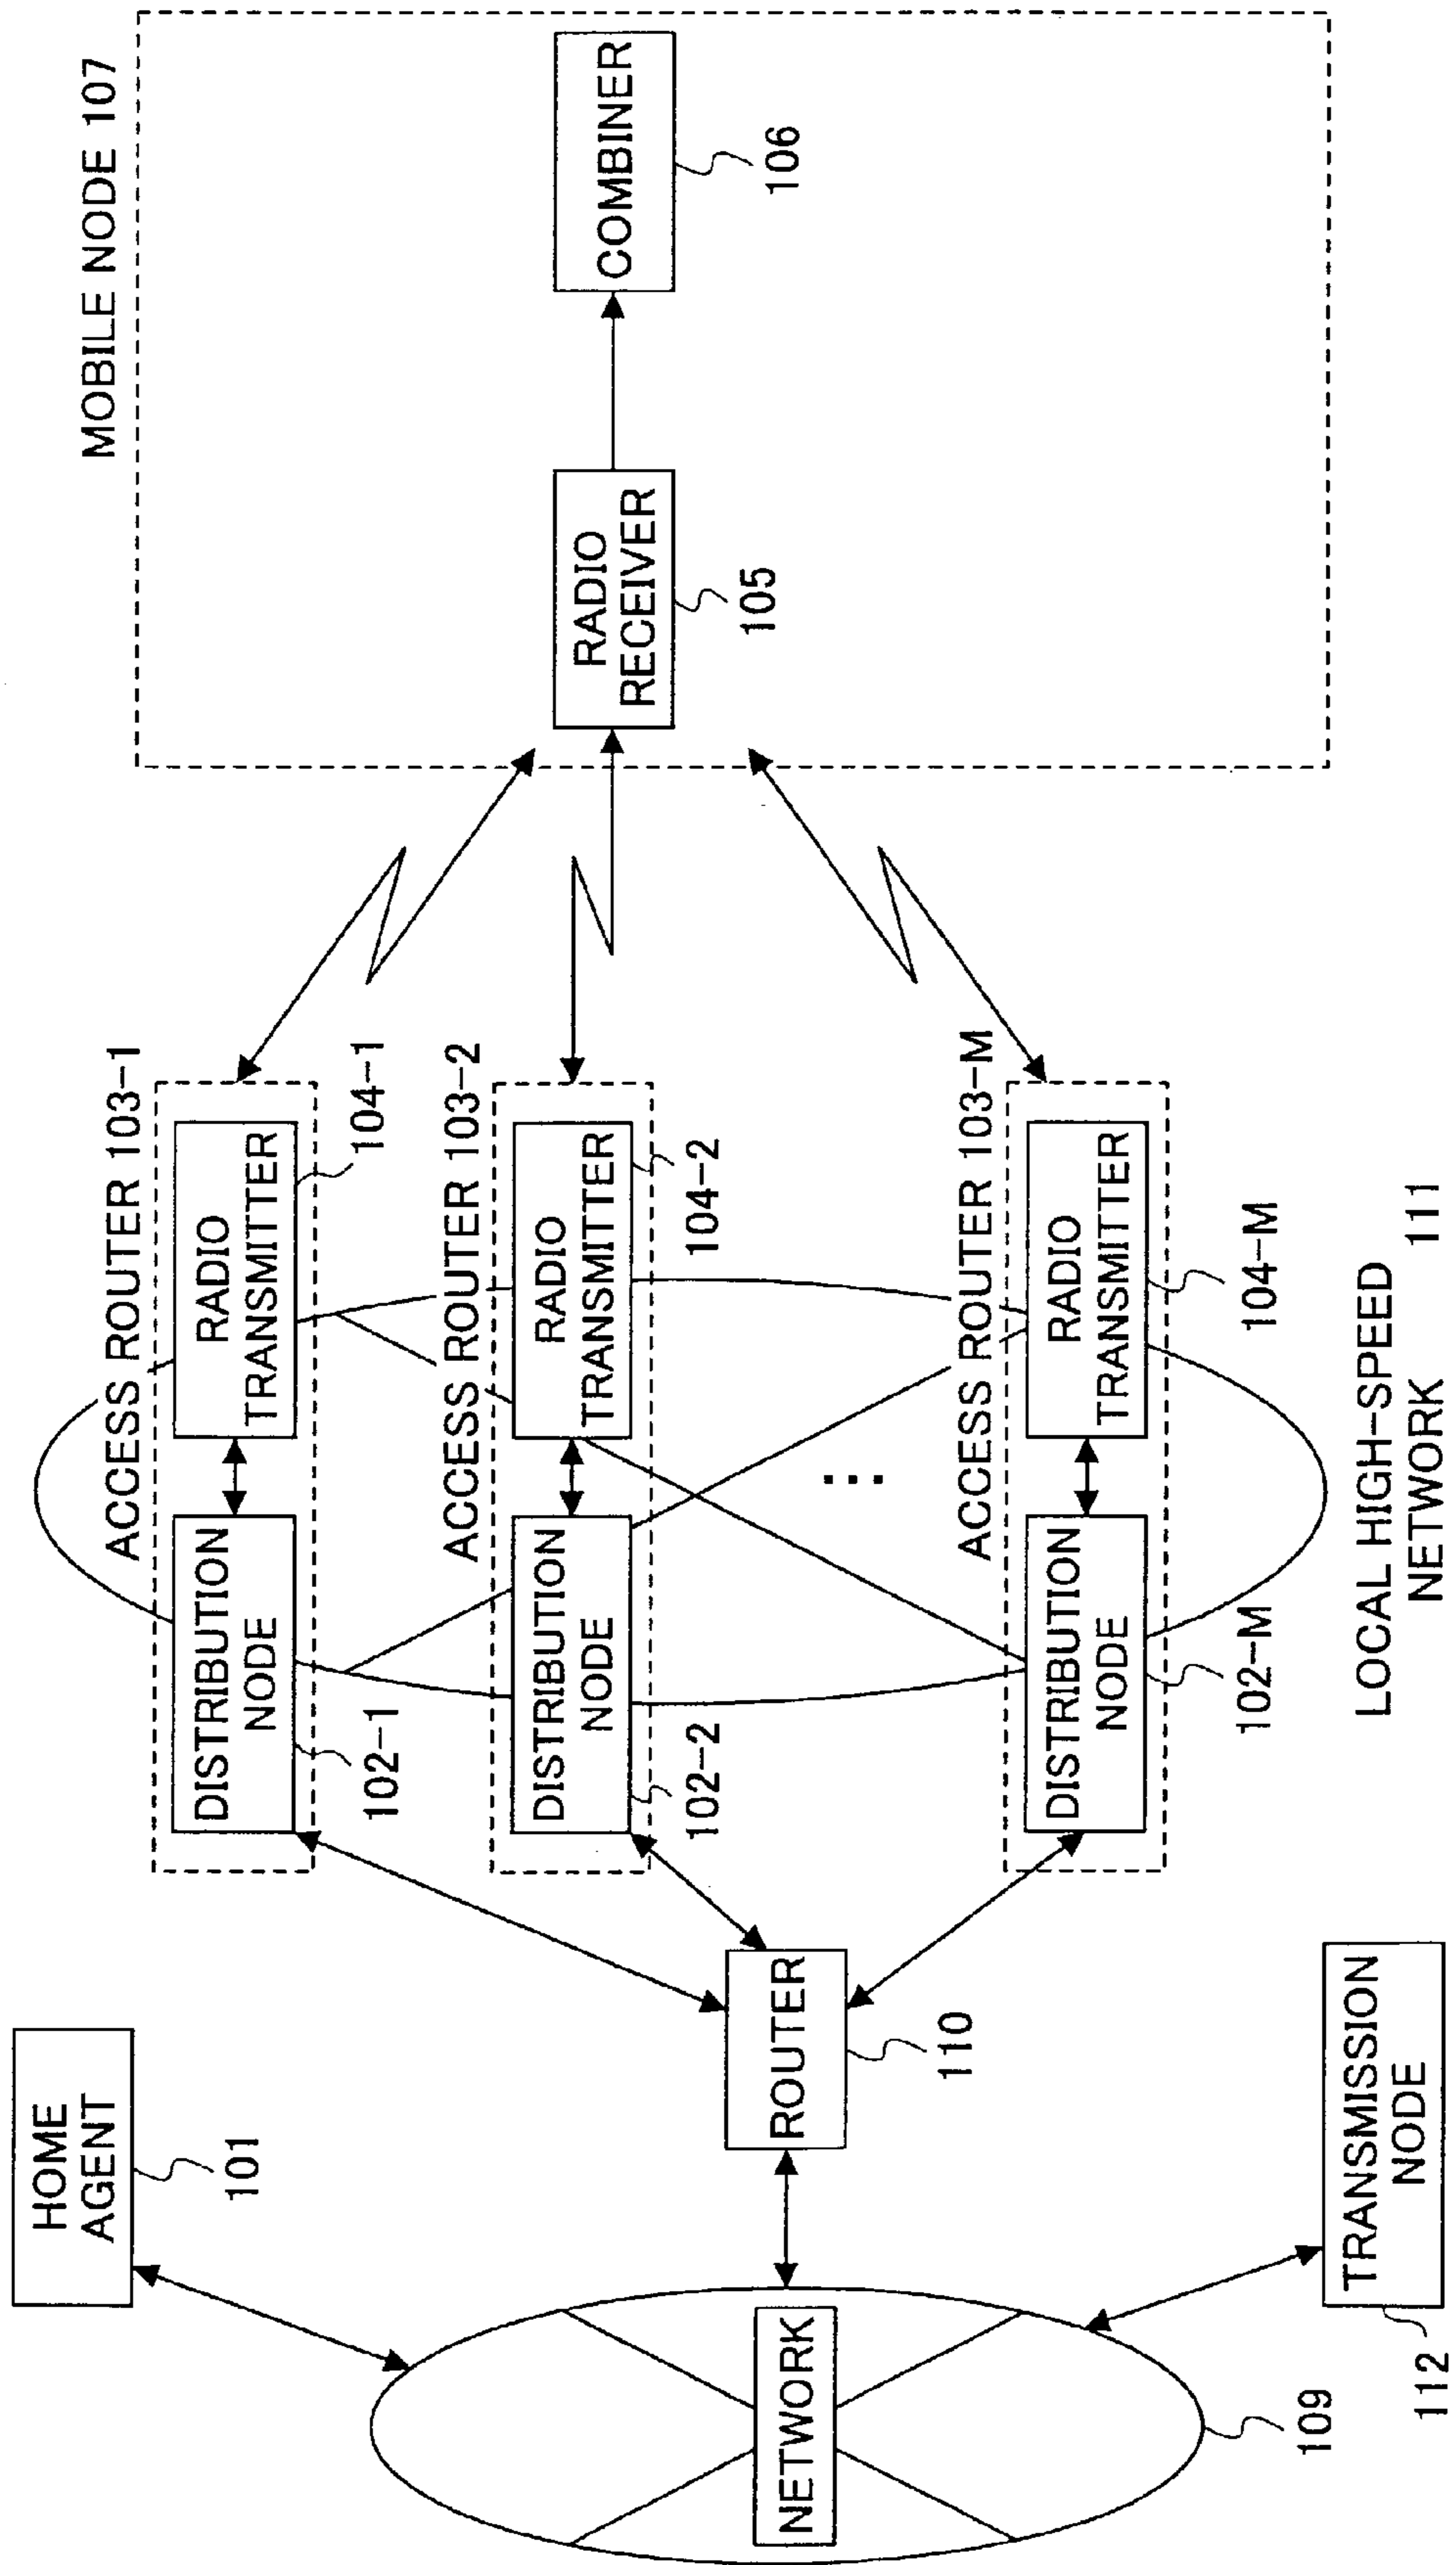 HOME
AGENT
101
NETWORK
109
TRANSMISSION
NODE
112
ROUTER
110
ACCESS ROUTER 103-1
DISTRIBUTION
NODE
102-1
RADIO
TRANSMITTER
104-1
ACCESS ROUTER 103-2
DISTRIBUTION
NODE
102-2
RADIO
TRANSMITTER
104-2
...
ACCESS ROUTER 103-M
DISTRIBUTION
NODE
102-M
RADIO
TRANSMITTER
104-M
LOCAL HIGH-SPEED
NETWORK 111
MOBILE NODE 107
RADIO
RECEIVER
105
COMBINER
106